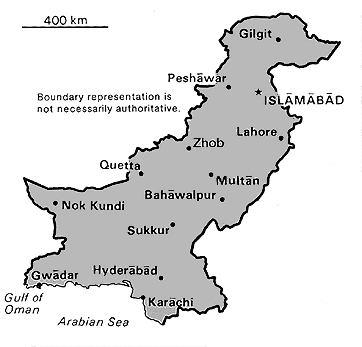 400 km
Gilgit
Peshāwar
Boundary representation is
not necessarily authoritative.
ISLĀMĀBĀD
Lahore
Zhob
Quetta
Multān
Bahāwalpur
Nok Kundi
Sukkur
Gwādar
Hyderābād
Gulf of
Oman
Karāchi
Arabian Sea